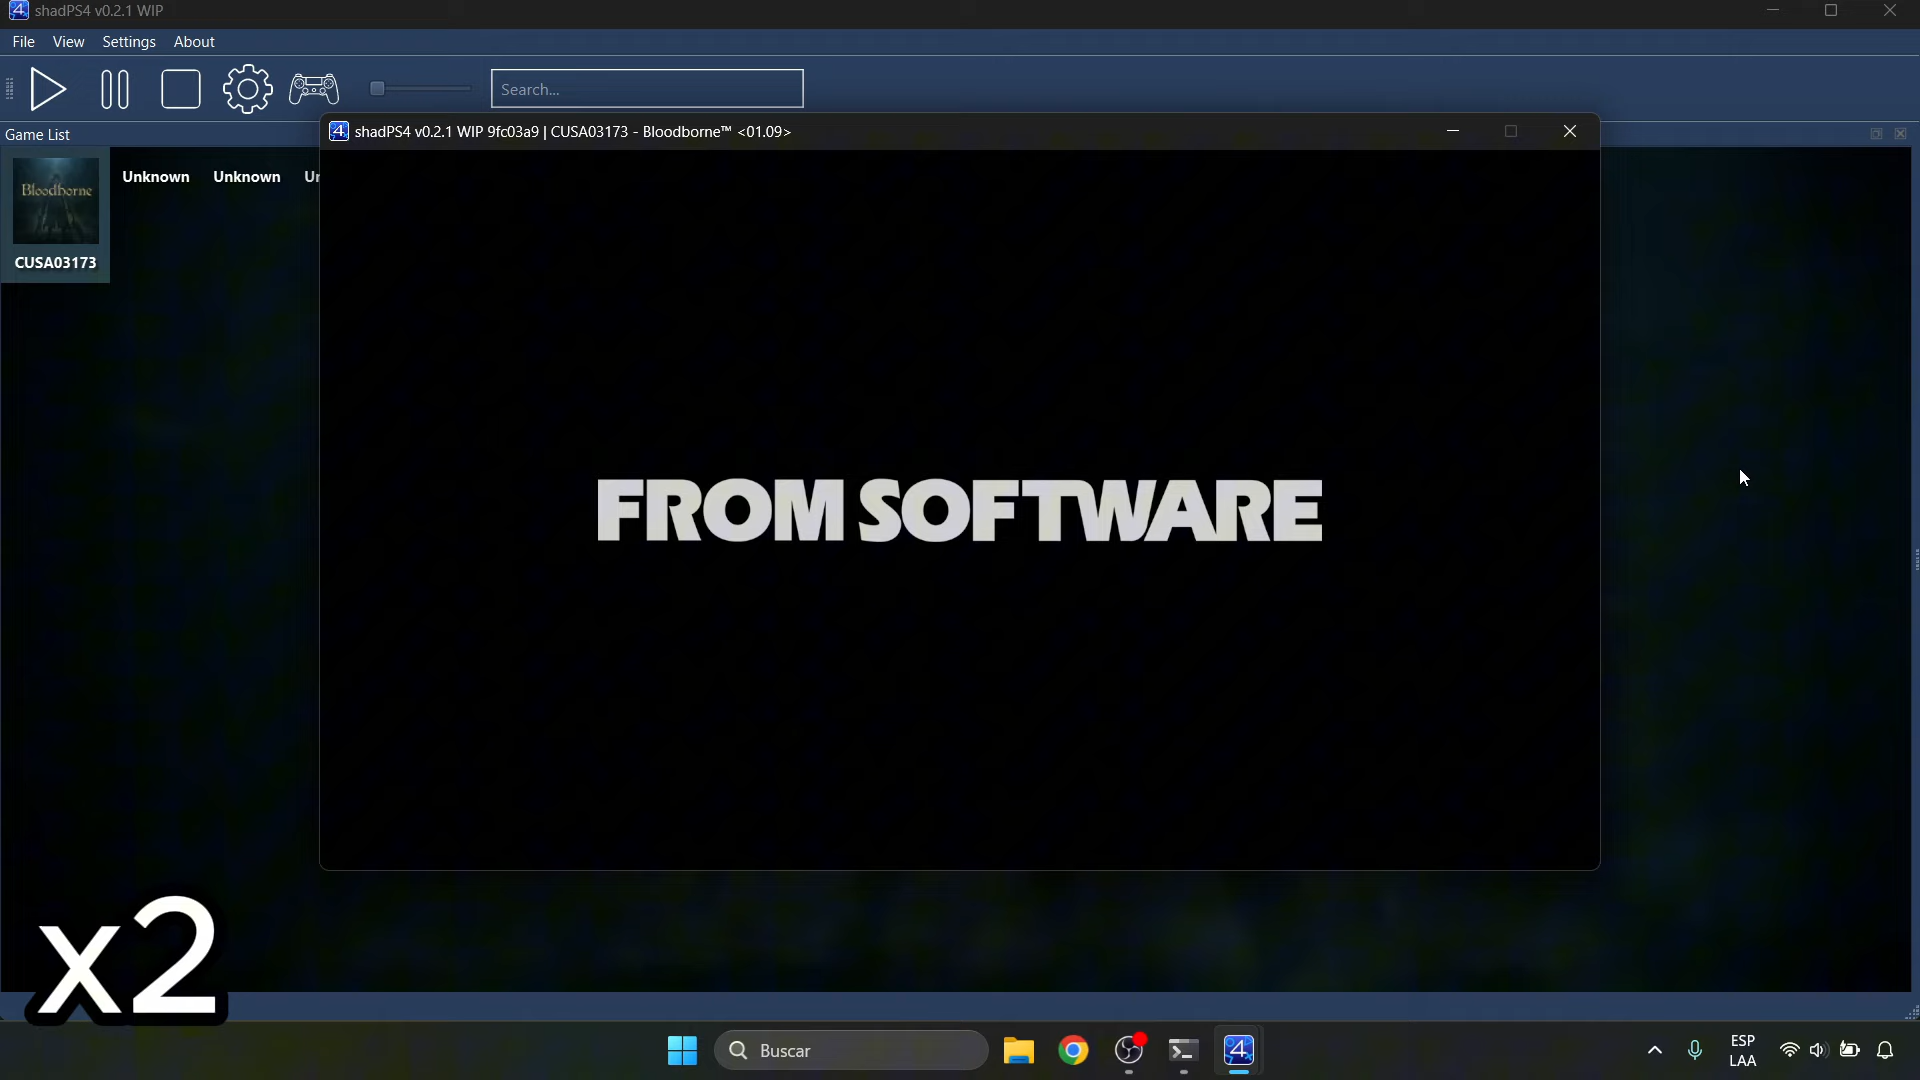 shadPS4 v0.2.1 WIP
File View Settings About
Search...
Game List
shadPS4 v0.2.1 WIP 9fc03a9 | CUSA03173 - Bloodborne™ <01.09>
Bloodborne
Unknown Unknown Un
CUSA03173
FROM SOFTWARE
x2
Buscar
ESP
LAA